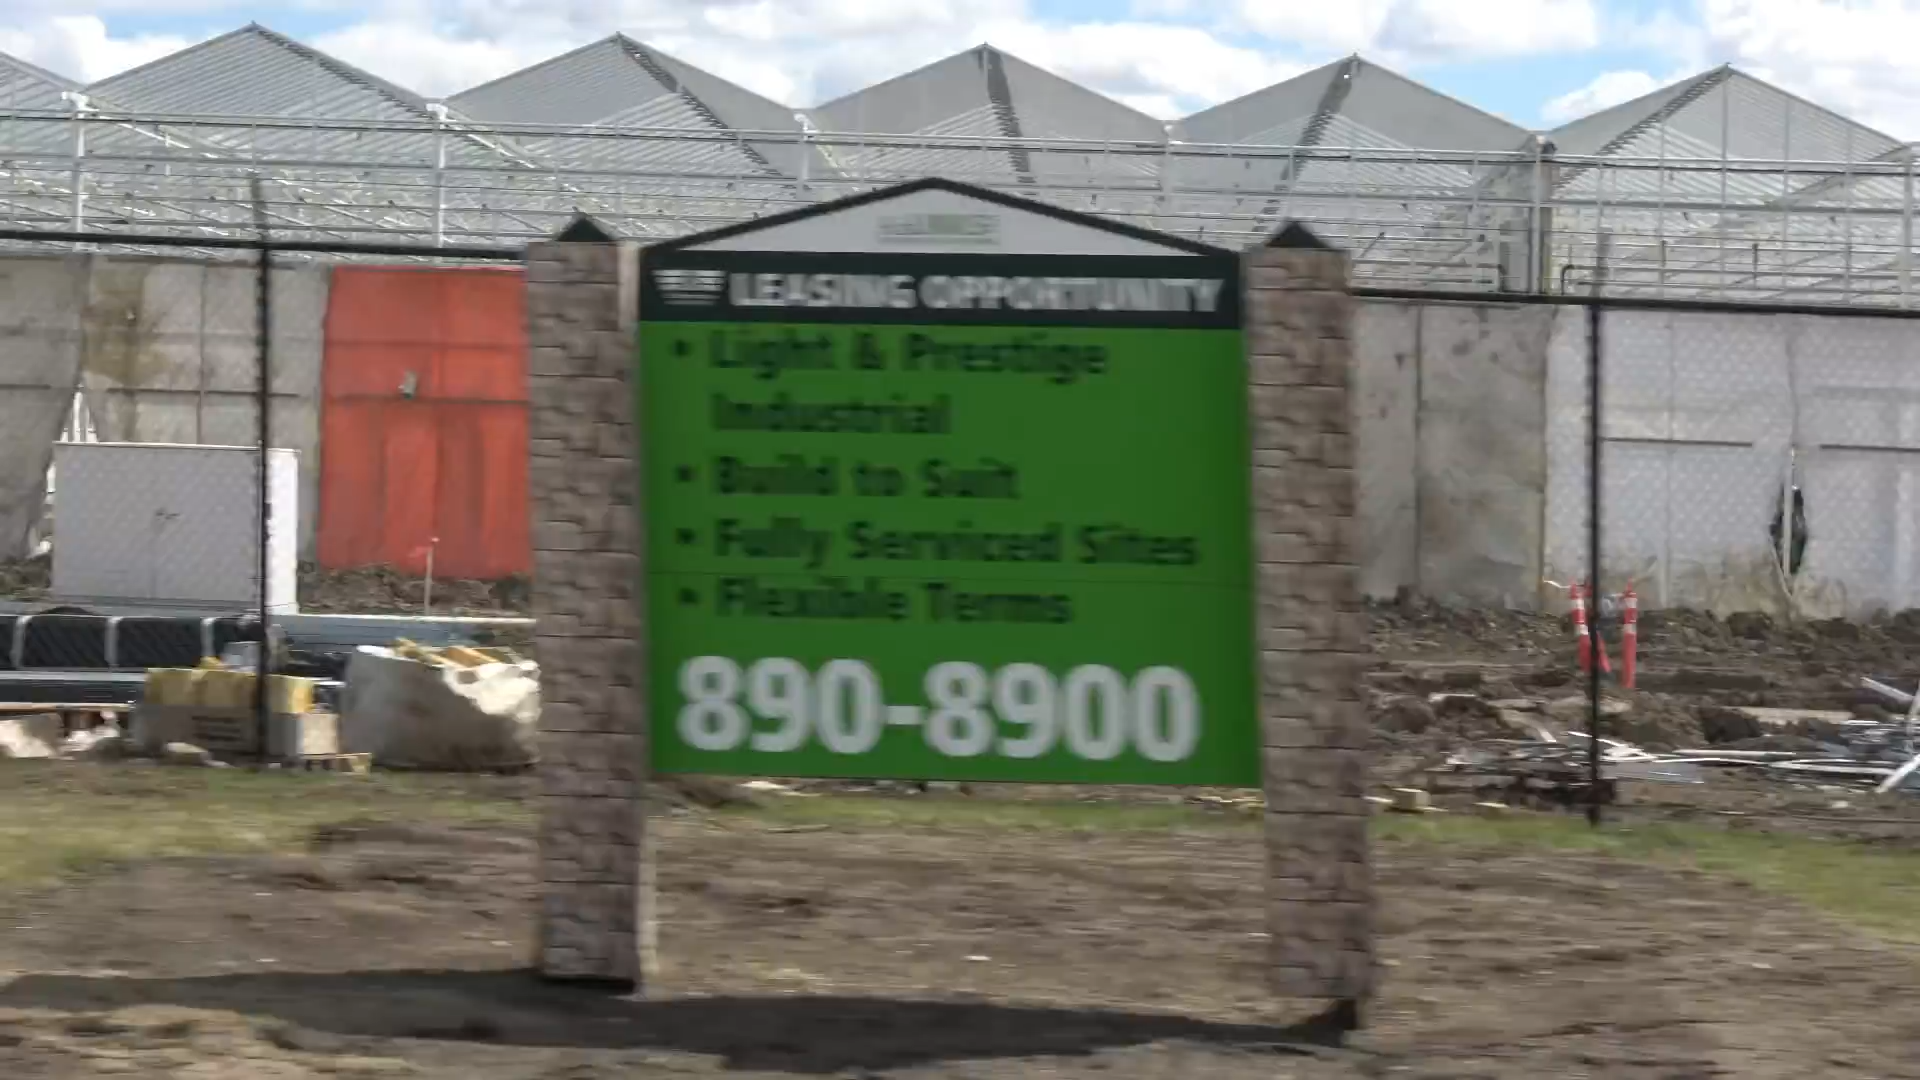 LEASING OPPORTUNITY
• Light & Prestige
Industrial
• Build to Suit
• Fully Serviced Sites
• Flexible Terms
890-8900